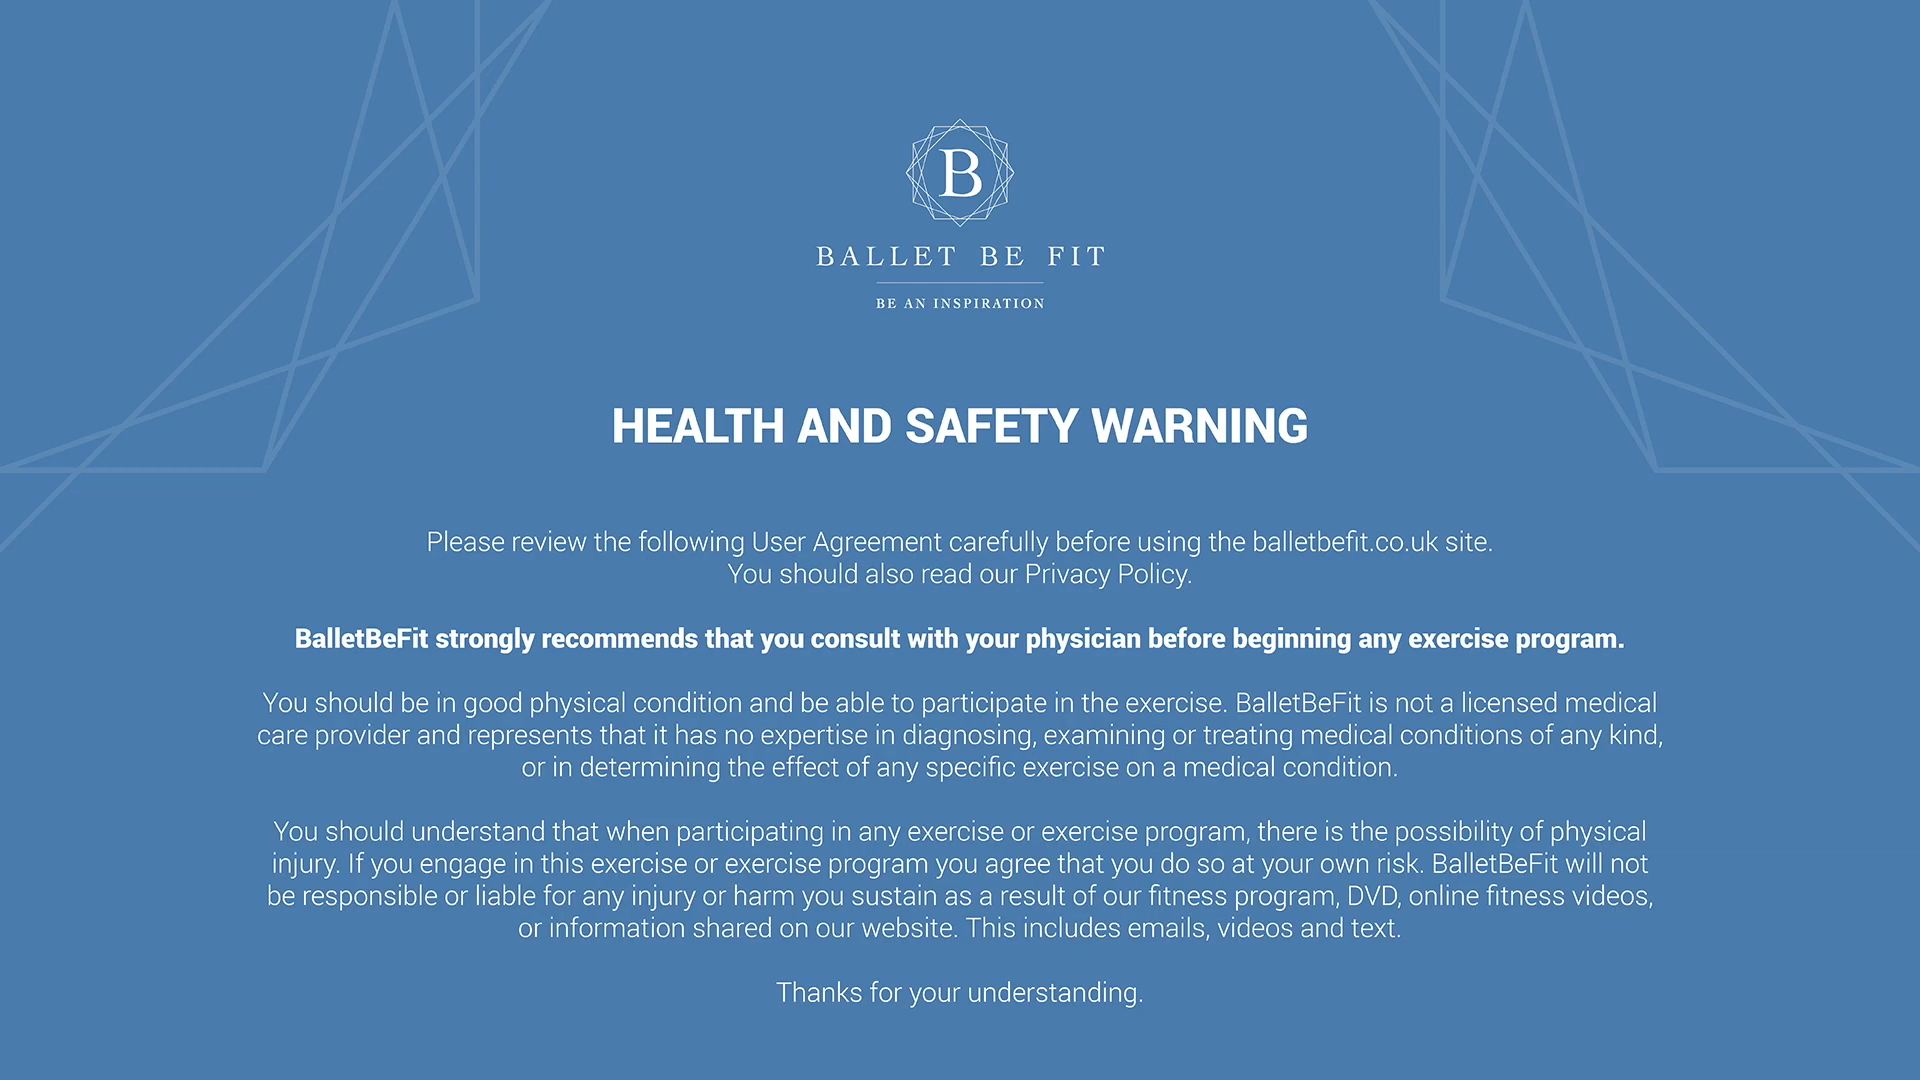 B
BALLET BE FIT
BE AN INSPIRATION
HEALTH AND SAFETY WARNING
Please review the following User Agreement carefully before using the balletbefit.co.uk site.
You should also read our Privacy Policy.
BalletBeFit strongly recommends that you consult with your physician before beginning any exercise program.
You should be in good physical condition and be able to participate in the exercise. BalletBeFit is not a licensed medical
care provider and represents that it has no expertise in diagnosing, examining or treating medical conditions of any kind,
or in determining the effect of any specific exercise on a medical condition.
You should understand that when participating in any exercise or exercise program, there is the possibility of physical
injury. If you engage in this exercise or exercise program you agree that you do so at your own risk. BalletBeFit will not
be responsible or liable for any injury or harm you sustain as a result of our fitness program, DVD, online fitness videos,
or information shared on our website. This includes emails, videos and text.
Thanks for your understanding.